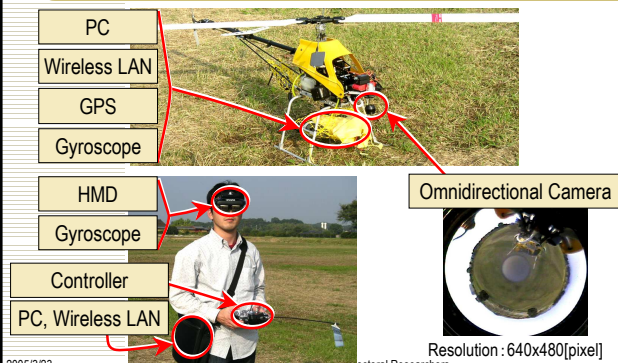 PC
Wireless LAN
GPS
Gyroscope
Omnidirectional Camera
HMD
Gyroscope
Controller
PC, Wireless LAN
Resolution : 640x480[pixel]